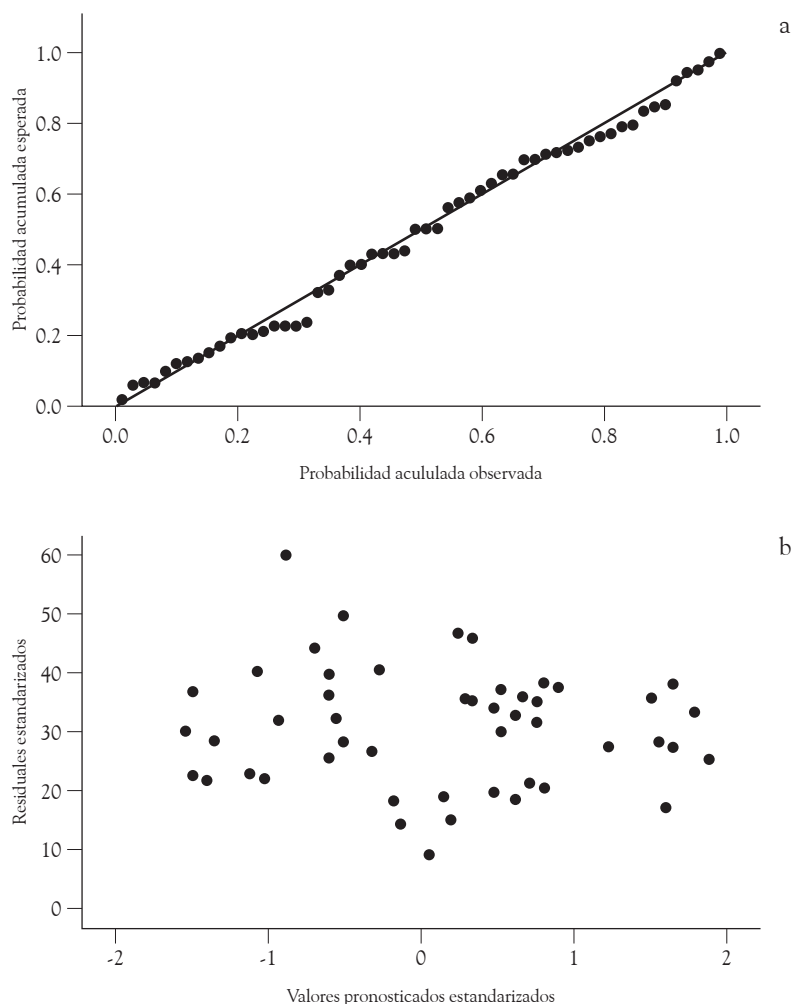 a
Probabilidad acumulada esperada
1.0
0.8
0.6
0.4
0.2
0.0
0.0 0.2 0.4 0.6 0.8 1.0
Probabilidad acululada observada
b
Residuales estandarizados
60
50
40
30
20
10
0
-2 -1 0 1 2
Valores pronosticados estandarizados